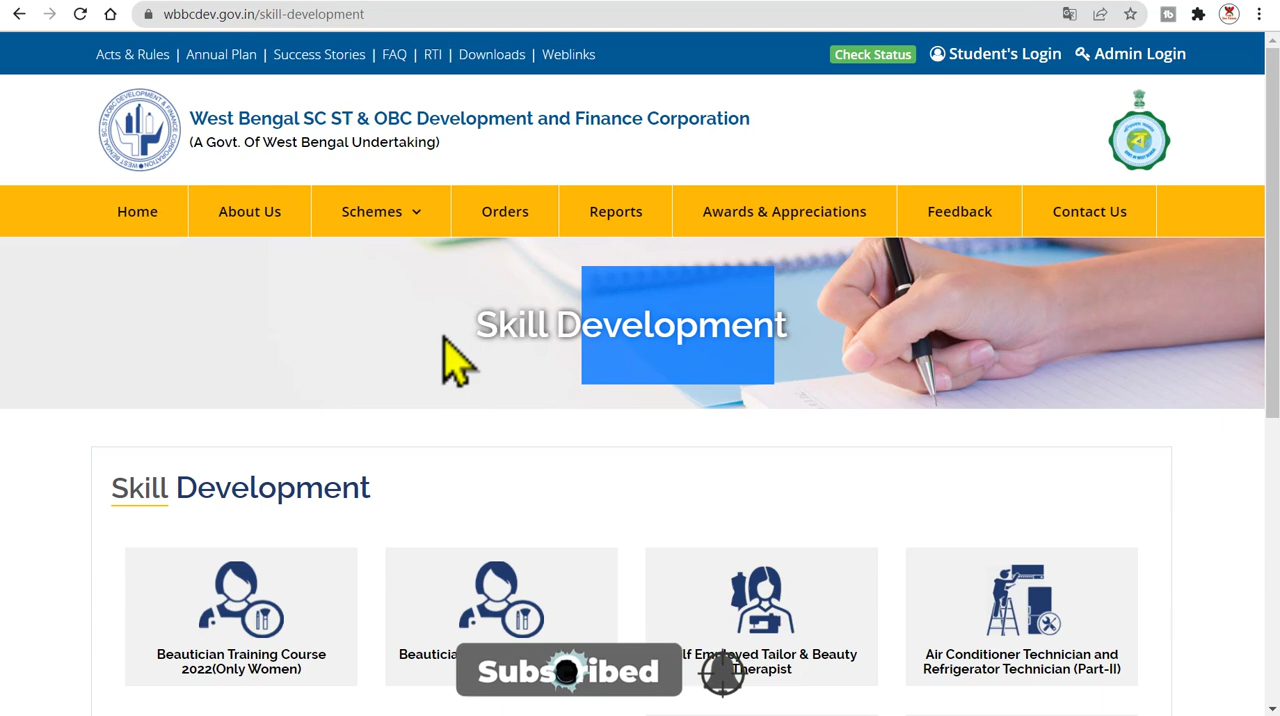 wbbcdev.gov.in/skill-development
Acts & Rules | Annual Plan | Success Stories | FAQ | RTI | Downloads | Weblinks
Check Status Student's Login Admin Login
West Bengal SC ST & OBC Development and Finance Corporation
(A Govt. Of West Bengal Undertaking)
Home About Us Schemes Orders Reports Awards & Appreciations Feedback Contact Us
Skill Development
Skill Development
Beautician Training Course
2022(Only Women)
Employed Tailor & Beauty
Therapist
Air Conditioner Technician and
Refrigerator Technician (Part-II)
Subscribed